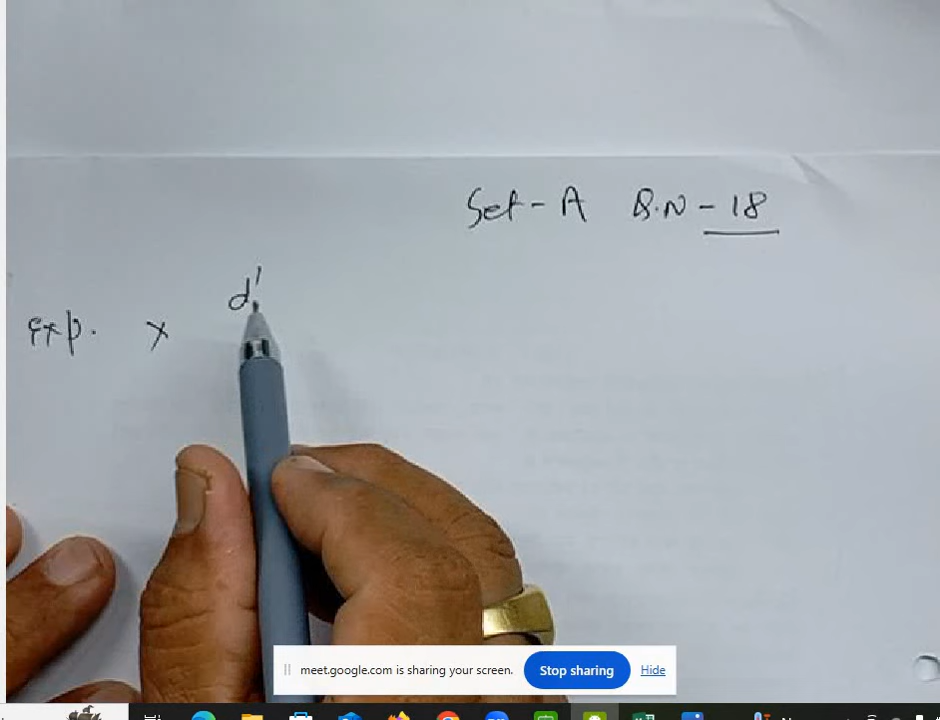 Set - A Q.N - 18
d'
Exp. x
meet.google.com is sharing your screen. Stop sharing Hide